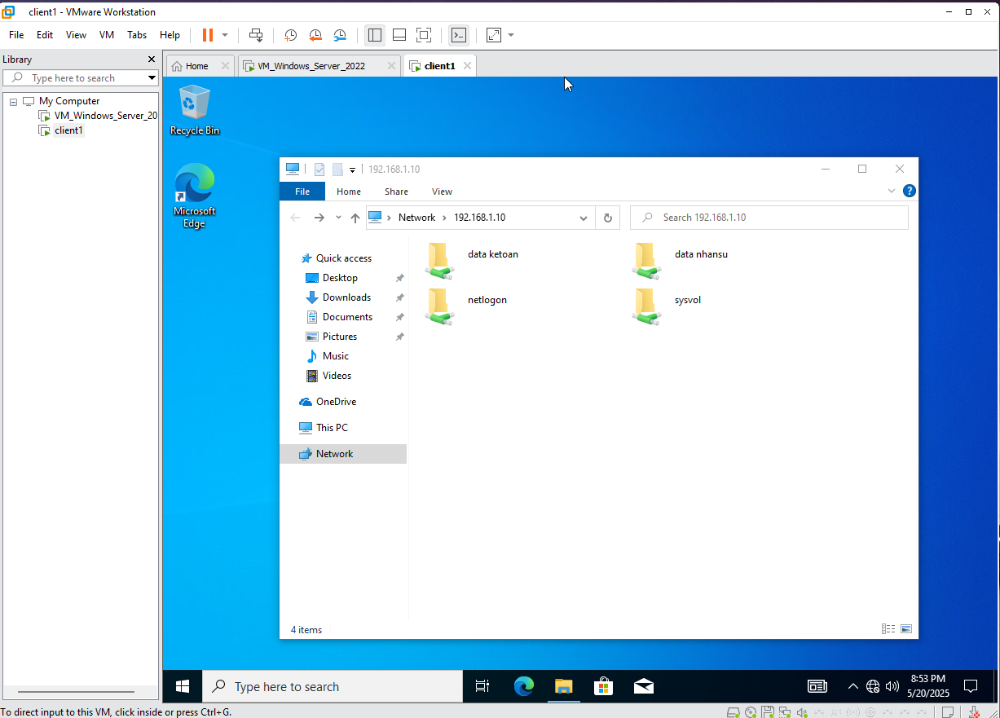 client1 - VMware Workstation
File Edit View VM Tabs Help
Library
Type here to search
My Computer
VM_Windows_Server_20
client1
Home
VM_Windows_Server_2022
client1
Recycle Bin
Microsoft
Edge
192.168.1.10
File Home Share View
Network 192.168.1.10
Search 192.168.1.10
Quick access
Desktop
Downloads
Documents
Pictures
Music
Videos
OneDrive
This PC
Network
data ketoan
data nhansu
netlogon
sysvol
4 items
Type here to search
8:53 PM
5/20/2025
To direct input to this VM, click inside or press Ctrl+G.